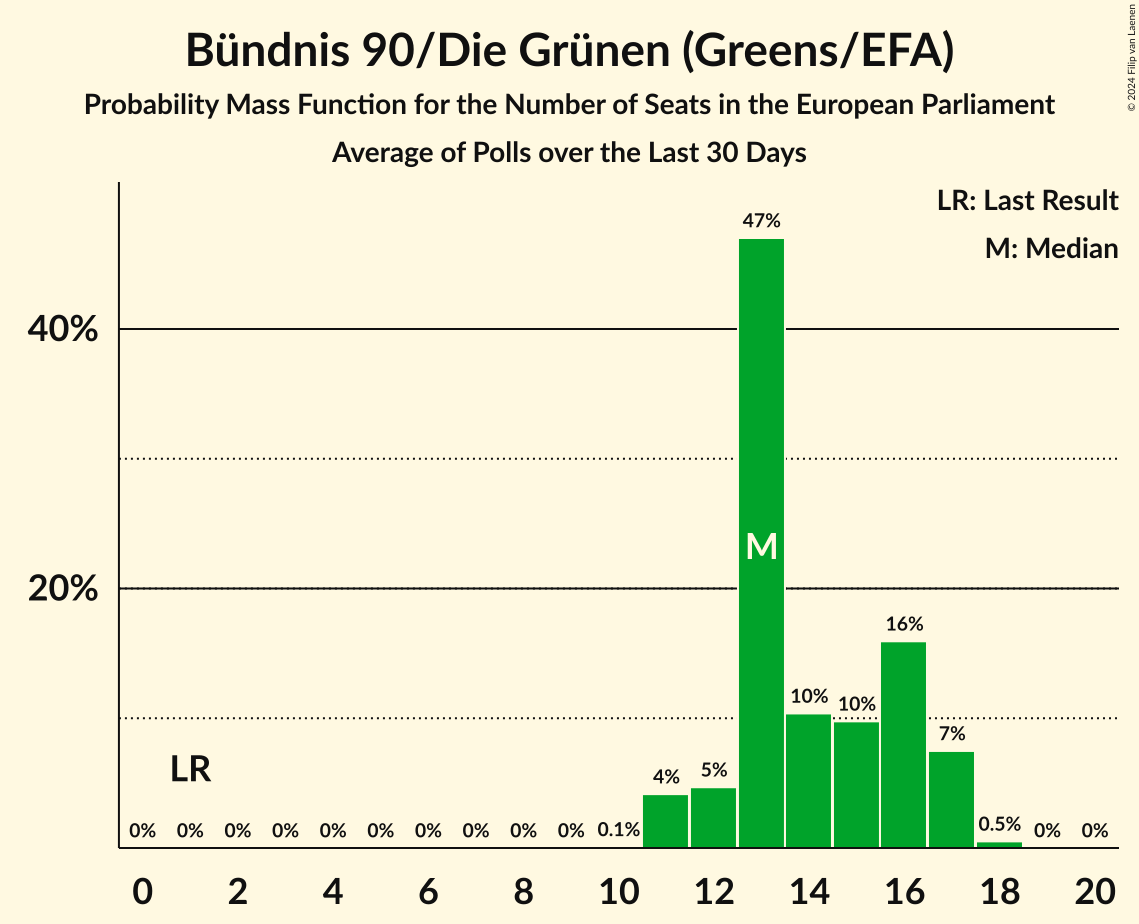 Bündnis 90/Die Grünen (Greens/EFA)
Probability Mass Function for the Number of Seats in the European Parliament
Average of Polls over the Last 30 Days
© 2024 Filip van Laenen
LR: Last Result
M: Median
47%
40%
M
20%
16%
10%
10%
7%
LR
4%
5%
0%
0%
0%
0%
0%
0%
0%
0%
0%
0%
0.1%
0.5%
0%
0%
0 2 4 6 8 10 12 14 16 18 20